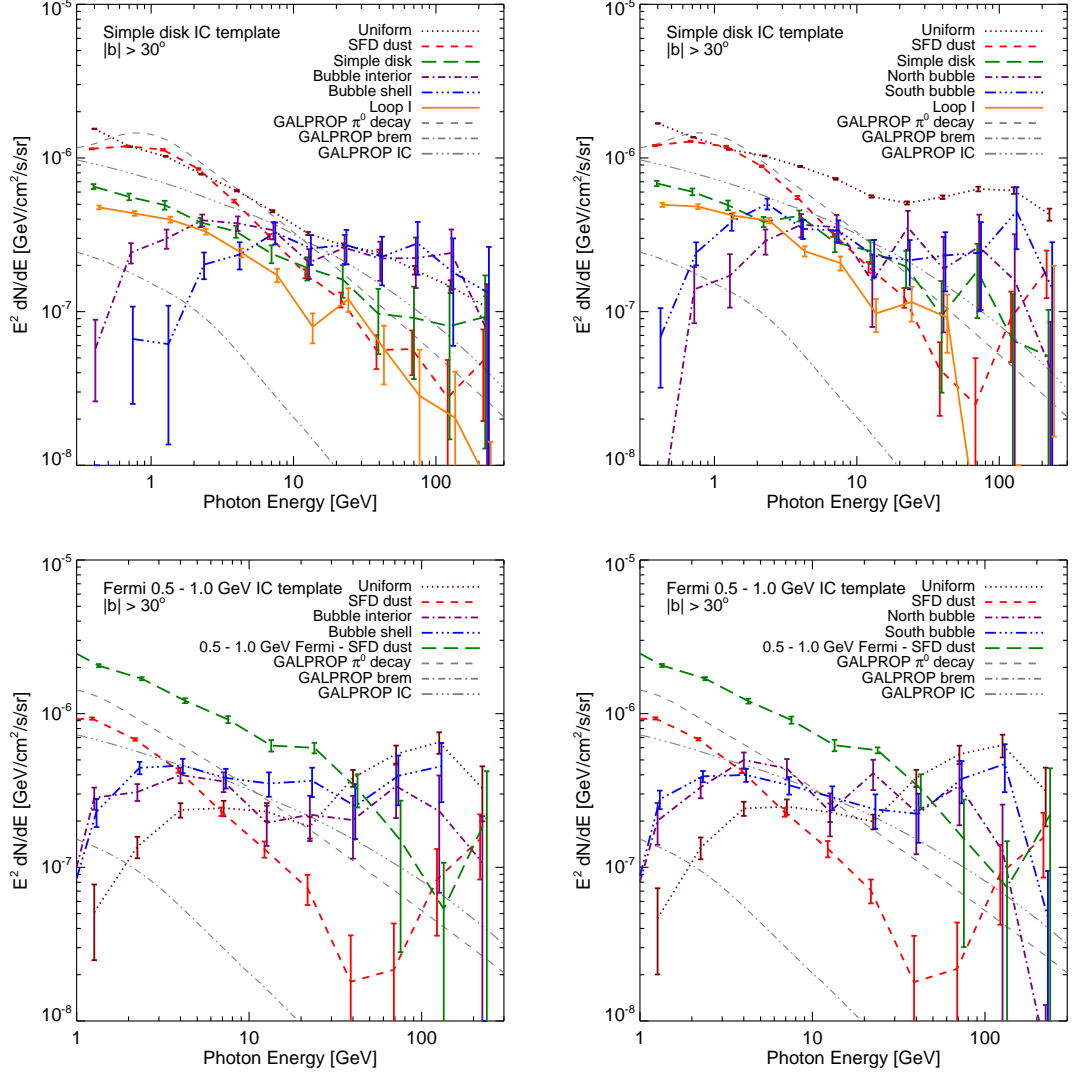 Simple disk IC template
|b| > 30°
Uniform
SFD dust
Simple disk
Bubble interior
Bubble shell
Loop I
GALPROP π⁰ decay
GALPROP brem
GALPROP IC
E² dN/dE [GeV/cm²/s/sr]
10⁻⁵
10⁻⁶
10⁻⁷
10⁻⁸
1
10
100
Photon Energy [GeV]
Simple disk IC template
|b| > 30°
Uniform
SFD dust
Simple disk
North bubble
South bubble
Loop I
GALPROP π⁰ decay
GALPROP brem
GALPROP IC
E² dN/dE [GeV/cm²/s/sr]
10⁻⁵
10⁻⁶
10⁻⁷
10⁻⁸
1
10
100
Photon Energy [GeV]
Fermi 0.5 - 1.0 GeV IC template
|b| > 30°
Uniform
SFD dust
Bubble interior
Bubble shell
0.5 - 1.0 GeV Fermi - SFD dust
GALPROP π⁰ decay
GALPROP brem
GALPROP IC
E² dN/dE [GeV/cm²/s/sr]
10⁻⁵
10⁻⁶
10⁻⁷
10⁻⁸
1
10
100
Photon Energy [GeV]
Fermi 0.5 - 1.0 GeV IC template
|b| > 30°
Uniform
SFD dust
North bubble
South bubble
0.5 - 1.0 GeV Fermi - SFD dust
GALPROP π⁰ decay
GALPROP brem
GALPROP IC
E² dN/dE [GeV/cm²/s/sr]
10⁻⁵
10⁻⁶
10⁻⁷
10⁻⁸
1
10
100
Photon Energy [GeV]